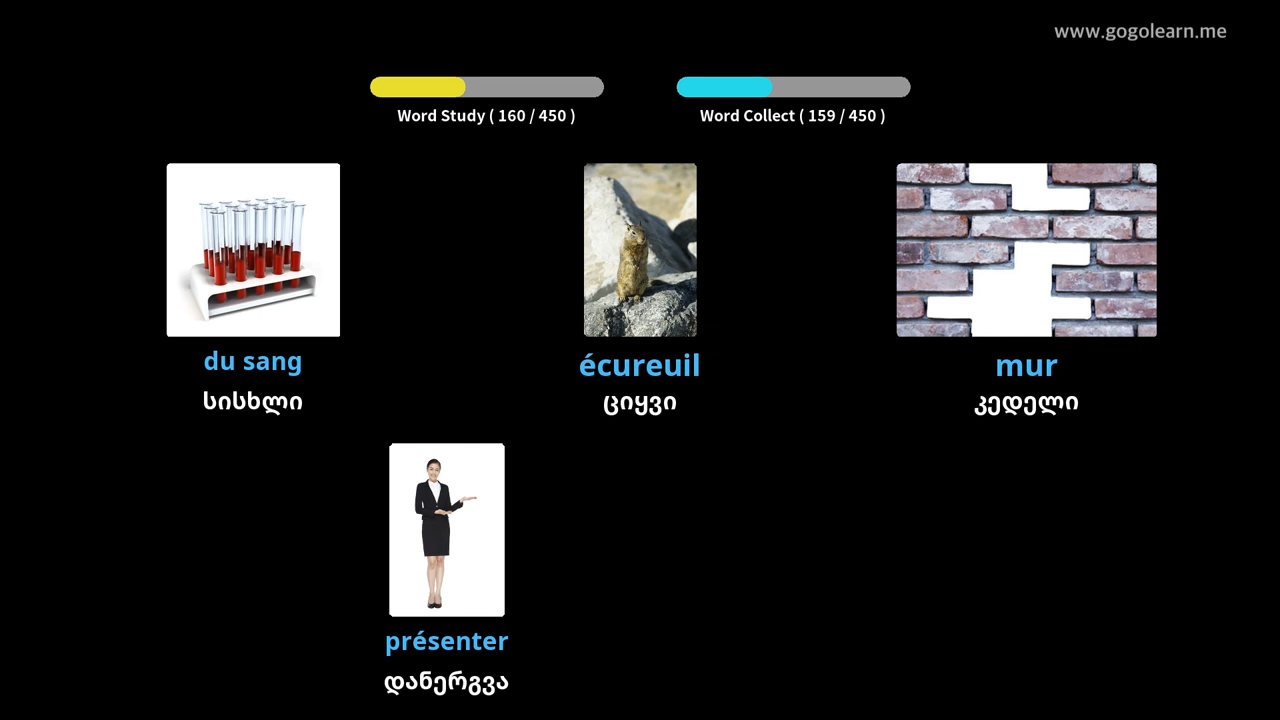 www.gogolearn.me
Word Study ( 160 / 450 )
Word Collect ( 159 / 450 )
du sang
სისხლი
écureuil
ციყვი
mur
კედელი
présenter
დანერგვა